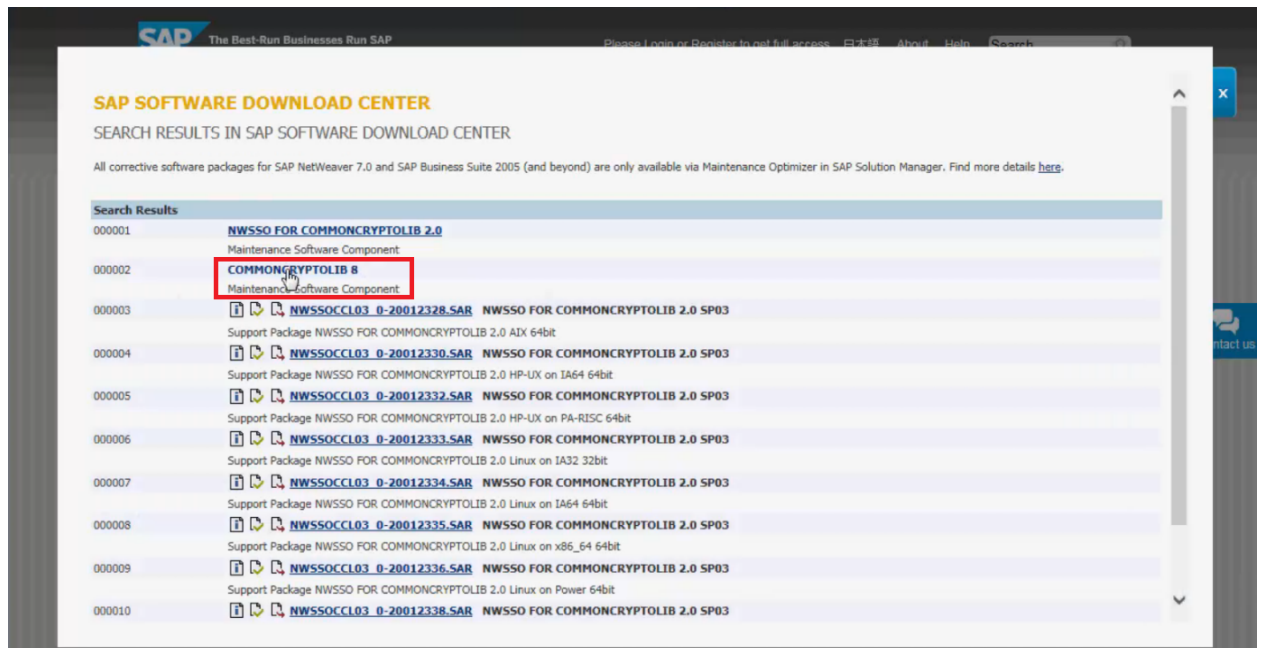 SAP The Best-Run Businesses Run SAP
Please Login or Register to get full access 日本語 About Help Search
x
SAP SOFTWARE DOWNLOAD CENTER
SEARCH RESULTS IN SAP SOFTWARE DOWNLOAD CENTER
All corrective software packages for SAP NetWeaver 7.0 and SAP Business Suite 2005 (and beyond) are only available via Maintenance Optimizer in SAP Solution Manager. Find more details here.
Search Results
000001 NWSSO FOR COMMONCRYPTOLIB 2.0
Maintenance Software Component
000002 COMMONCRYPTOLIB 8
Maintenance Software Component
000003 NWSSOCCL03_0-20012328.SAR NWSSO FOR COMMONCRYPTOLIB 2.0 SP03
Support Package NWSSO FOR COMMONCRYPTOLIB 2.0 AIX 64bit
ntact us
000004 NWSSOCCL03_0-20012330.SAR NWSSO FOR COMMONCRYPTOLIB 2.0 SP03
Support Package NWSSO FOR COMMONCRYPTOLIB 2.0 HP-UX on IA64 64bit
000005 NWSSOCCL03_0-20012332.SAR NWSSO FOR COMMONCRYPTOLIB 2.0 SP03
Support Package NWSSO FOR COMMONCRYPTOLIB 2.0 HP-UX on PA-RISC 64bit
000006 NWSSOCCL03_0-20012333.SAR NWSSO FOR COMMONCRYPTOLIB 2.0 SP03
Support Package NWSSO FOR COMMONCRYPTOLIB 2.0 Linux on IA32 32bit
000007 NWSSOCCL03_0-20012334.SAR NWSSO FOR COMMONCRYPTOLIB 2.0 SP03
Support Package NWSSO FOR COMMONCRYPTOLIB 2.0 Linux on IA64 64bit
000008 NWSSOCCL03_0-20012335.SAR NWSSO FOR COMMONCRYPTOLIB 2.0 SP03
Support Package NWSSO FOR COMMONCRYPTOLIB 2.0 Linux on x86_64 64bit
000009 NWSSOCCL03_0-20012336.SAR NWSSO FOR COMMONCRYPTOLIB 2.0 SP03
Support Package NWSSO FOR COMMONCRYPTOLIB 2.0 Linux on Power 64bit
000010 NWSSOCCL03_0-20012338.SAR NWSSO FOR COMMONCRYPTOLIB 2.0 SP03